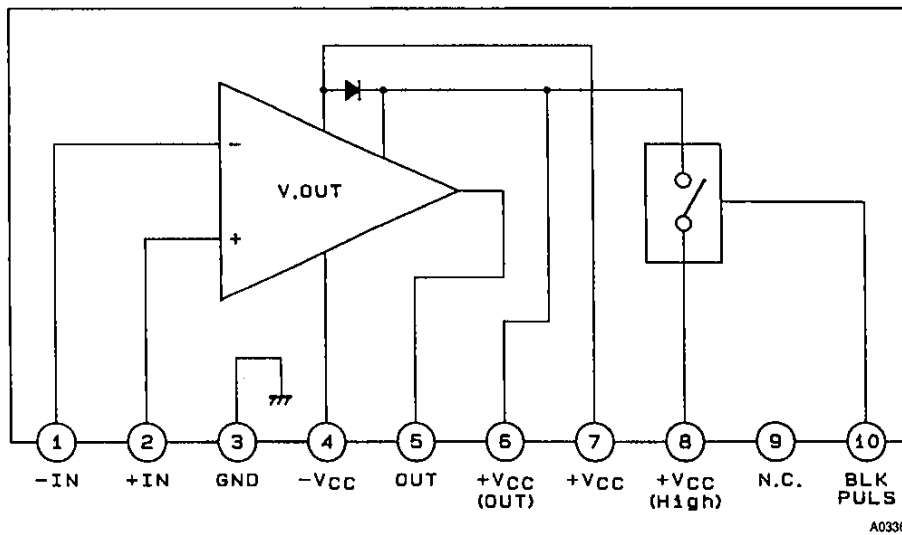 -
V.OUT
+
1 2 3 4 5 6 7 8 9 10
-IN +IN GND -VCC OUT +VCC (OUT) +VCC +VCC (High) N.C. BLK PULS
A0336